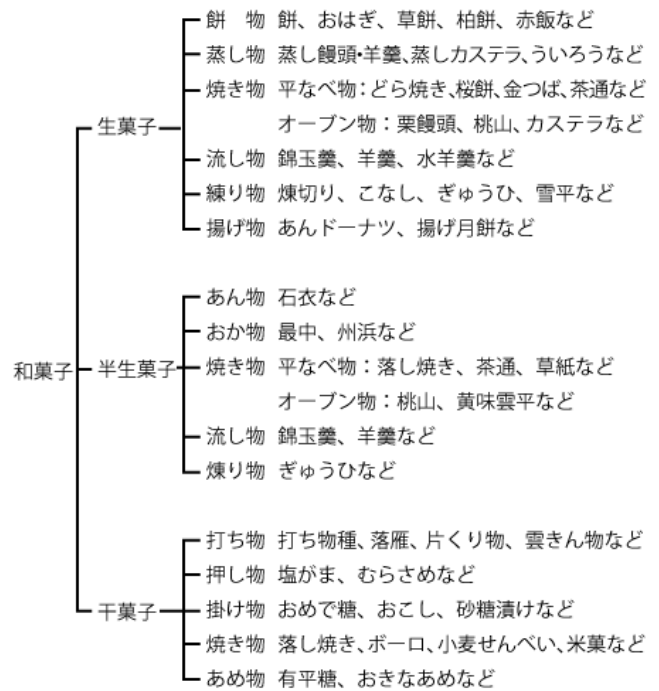 餅　物 餅、おはぎ、草餅、柏餅、赤飯など
蒸し物 蒸し饅頭・羊羹、蒸しカステラ、ういろうなど
焼き物 平なべ物：どら焼き、桜餅、金つば、茶通など
生菓子
オーブン物：栗饅頭、桃山、カステラなど
流し物 錦玉羹、羊羹、水羊羹など
練り物 煉切り、こなし、ぎゅうひ、雪平など
揚げ物 あんドーナツ、揚げ月餅など
あん物 石衣など
おか物 最中、州浜など
和菓子
半生菓子
焼き物 平なべ物：落し焼き、茶通、草紙など
オーブン物：桃山、黄味雲平など
流し物 錦玉羹、羊羹など
煉り物 ぎゅうひなど
打ち物 打ち物種、落雁、片くり物、雲きん物など
押し物 塩がま、むらさめなど
干菓子
掛け物 おめで糖、おこし、砂糖漬けなど
焼き物 落し焼き、ボーロ、小麦せんべい、米菓など
あめ物 有平糖、おきなあめなど